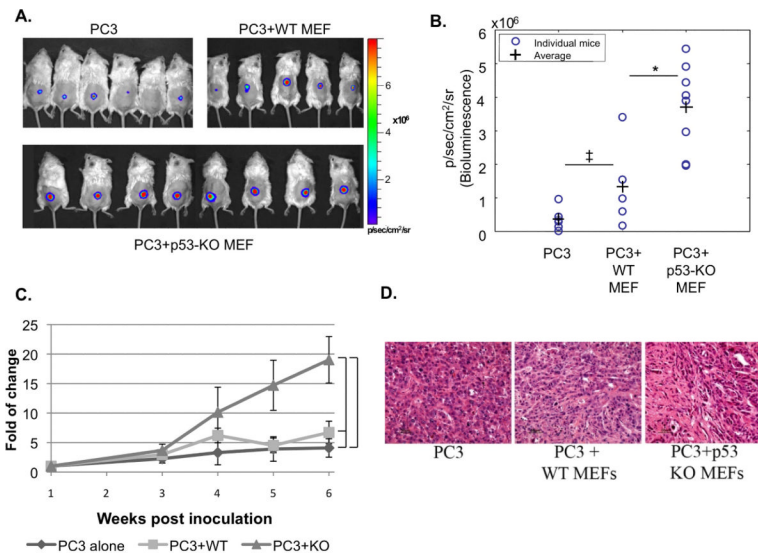 A.
PC3
PC3+WT MEF
6
4
2
x10⁶
p/sec/cm2/sr
PC3+p53-KO MEF
B.
x10⁶
6
5
4
3
2
1
0
p/sec/cm2/sr
(Bioluminescence)
Individual mice
Average
‡
*
PC3
PC3+
WT
MEF
PC3+
p53-KO
MEF
C.
25
20
15
10
5
0
Fold of change
1 2 3 4 5 6
Weeks post inoculation
PC3 alone PC3+WT PC3+KO
D.
PC3
PC3 +
WT MEFs
PC3+p53
KO MEFs